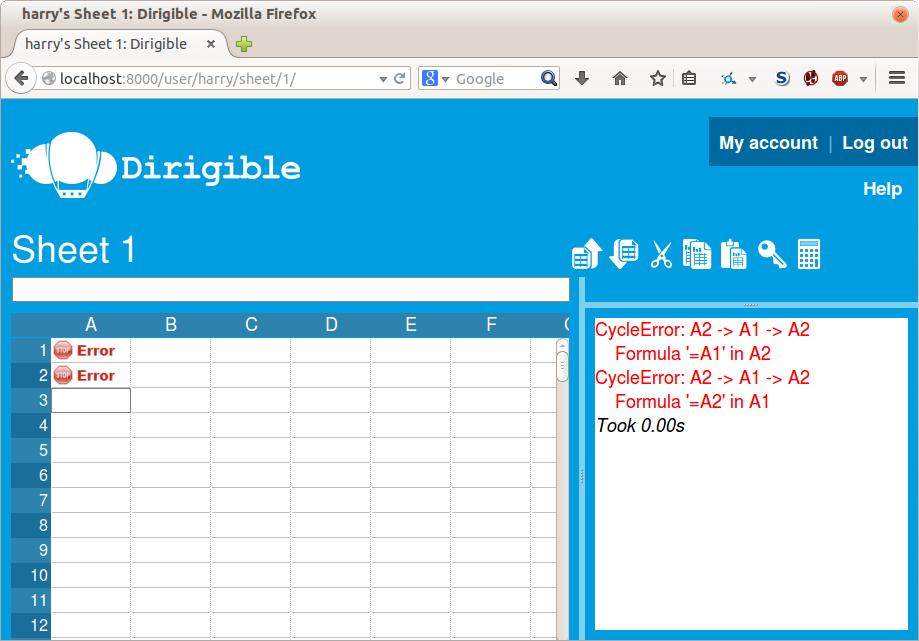 harry's Sheet 1: Dirigible - Mozilla Firefox
harry's Sheet 1: Dirigible
localhost:8000/user/harry/sheet/1/
8 Google
S ABP
Dirigible
My account | Log out
Help
Sheet 1
A B C D E F
1 STOP Error
2 STOP Error
3
4
5
6
7
8
9
10
11
12
CycleError: A2 -> A1 -> A2
Formula '=A1' in A2
CycleError: A2 -> A1 -> A2
Formula '=A2' in A1
Took 0.00s